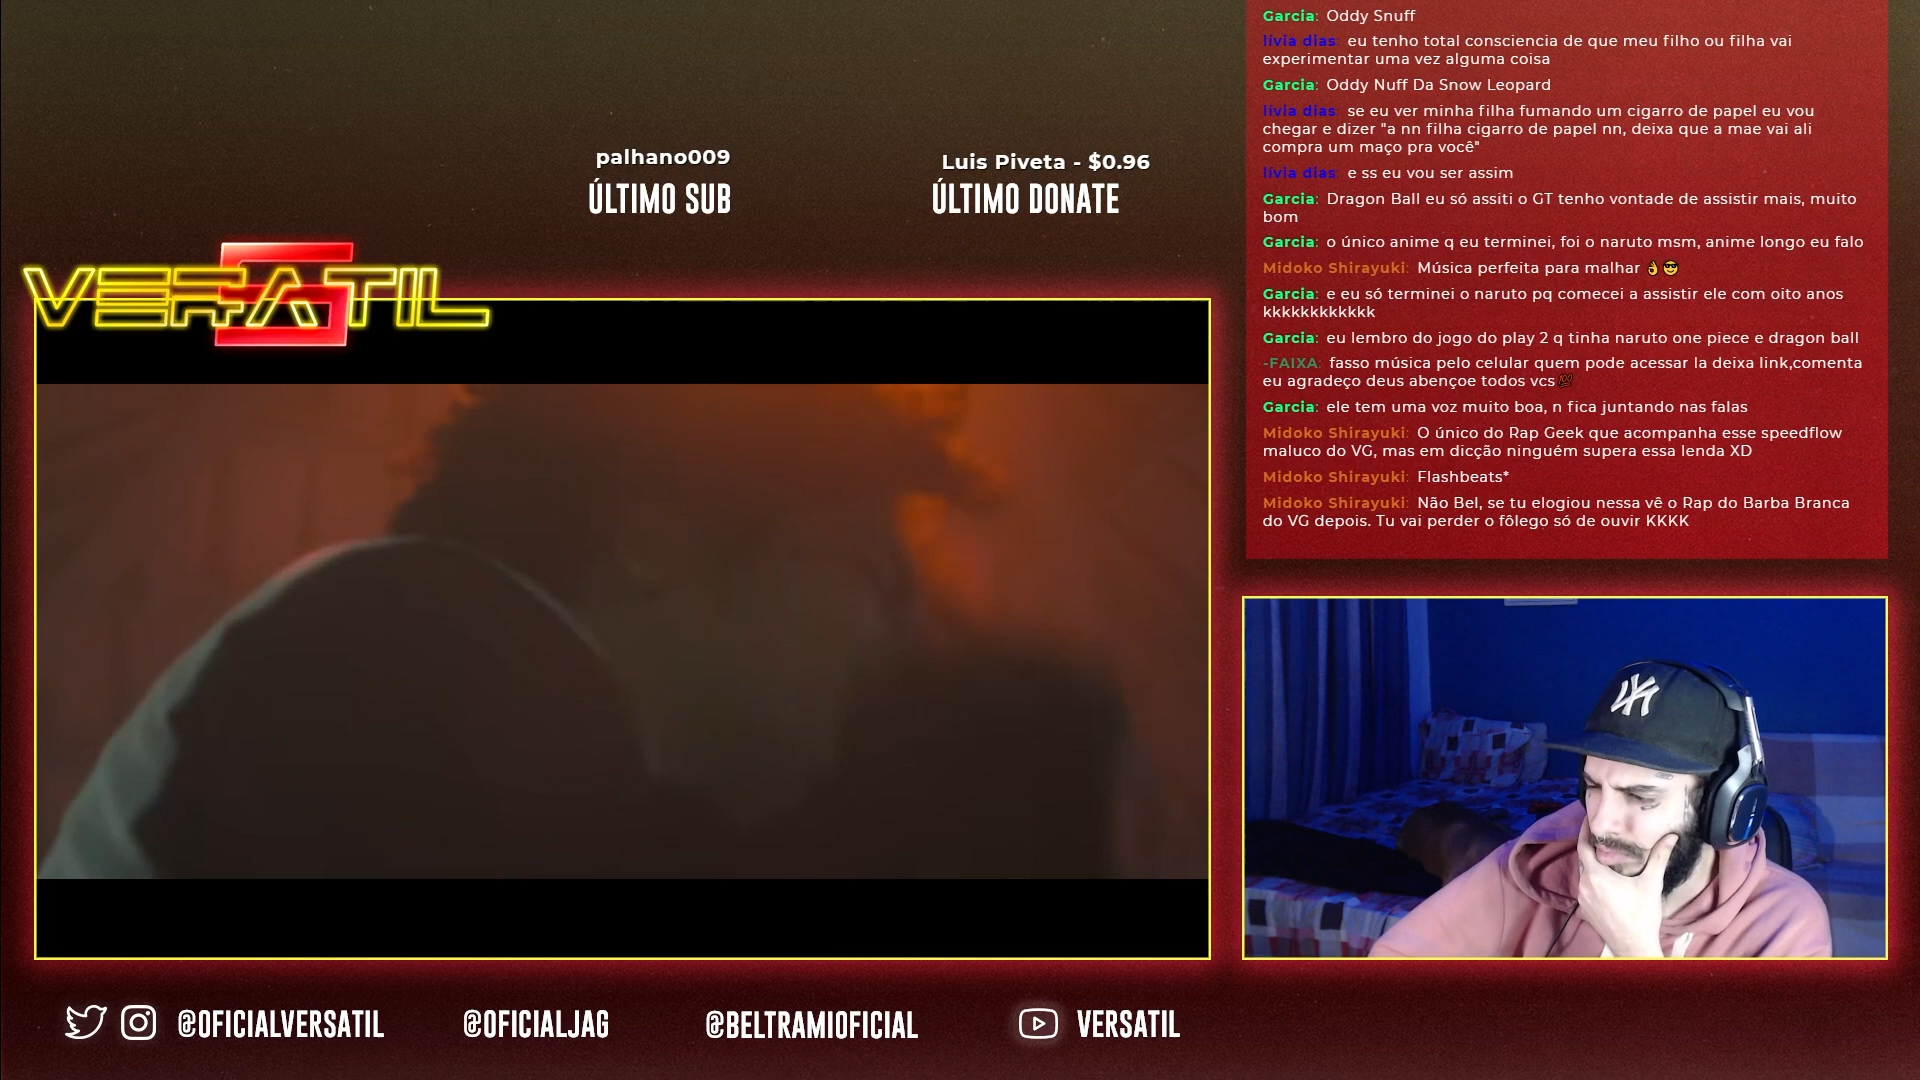 palhano009
ÚLTIMO SUB
Luis Piveta - $0.96
ÚLTIMO DONATE
VERSATIL
Garcia: Oddy Snuff
lívia dias: eu tenho total consciencia de que meu filho ou filha vai
experimentar uma vez alguma coisa
Garcia: Oddy Nuff Da Snow Leopard
lívia dias: se eu ver minha filha fumando um cigarro de papel eu vou
chegar e dizer "a nn filha cigarro de papel nn, deixa que a mae vai ali
compra um maço pra você"
lívia dias: e ss eu vou ser assim
Garcia: Dragon Ball eu só assiti o GT tenho vontade de assistir mais, muito
bom
Garcia: o único anime q eu terminei, foi o naruto msm, anime longo eu falo
Midoko Shirayuki: Música perfeita para malhar 👌😎
Garcia: e eu só terminei o naruto pq comecei a assistir ele com oito anos
kkkkkkkkkkkk
Garcia: eu lembro do jogo do play 2 q tinha naruto one piece e dragon ball
-FAIXA: fasso música pelo celular quem pode acessar la deixa link,comenta
eu agradeço deus abençoe todos vcs💯
Garcia: ele tem uma voz muito boa, n fica juntando nas falas
Midoko Shirayuki: O único do Rap Geek que acompanha esse speedflow
maluco do VG, mas em dicção ninguém supera essa lenda XD
Midoko Shirayuki: Flashbeats*
Midoko Shirayuki: Não Bel, se tu elogiou nessa vê o Rap do Barba Branca
do VG depois. Tu vai perder o fôlego só de ouvir KKKK
@OFICIALVERSATIL
@OFICIALJAG
@BELTRAMIOFICIAL
VERSATIL